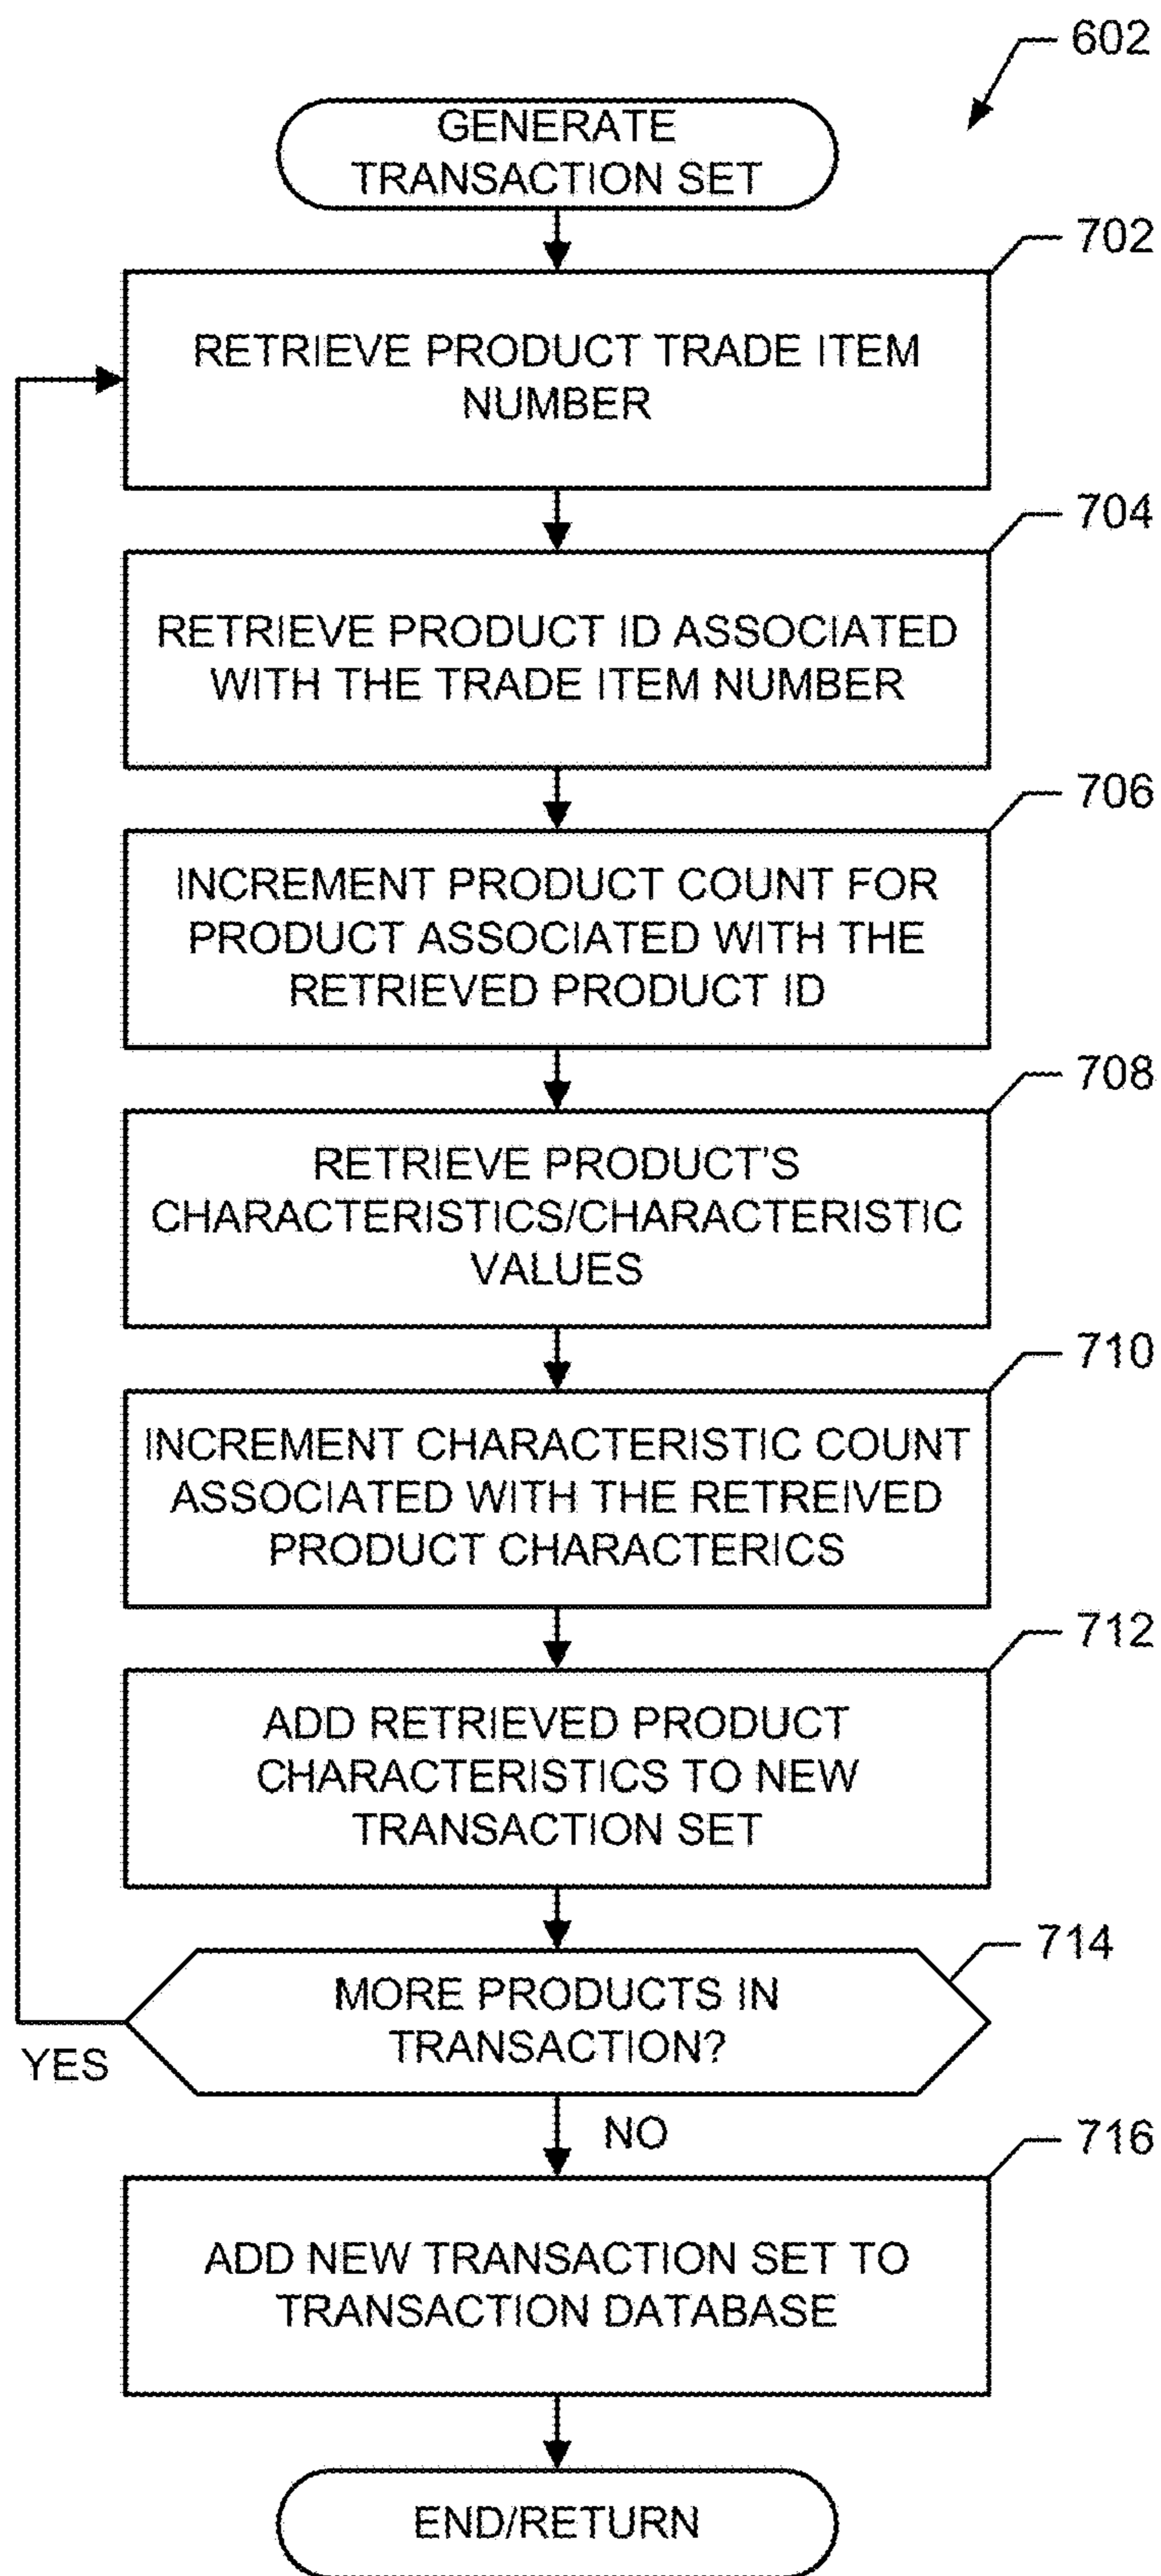 602
GENERATE
TRANSACTION SET
702
RETRIEVE PRODUCT TRADE ITEM
NUMBER
704
RETRIEVE PRODUCT ID ASSOCIATED
WITH THE TRADE ITEM NUMBER
706
INCREMENT PRODUCT COUNT FOR
PRODUCT ASSOCIATED WITH THE
RETRIEVED PRODUCT ID
708
RETRIEVE PRODUCT'S
CHARACTERISTICS/CHARACTERISTIC
VALUES
710
INCREMENT CHARACTERISTIC COUNT
ASSOCIATED WITH THE RETREIVED
PRODUCT CHARACTERICS
712
ADD RETRIEVED PRODUCT
CHARACTERISTICS TO NEW
TRANSACTION SET
714
MORE PRODUCTS IN
TRANSACTION?
YES
NO
716
ADD NEW TRANSACTION SET TO
TRANSACTION DATABASE
END/RETURN